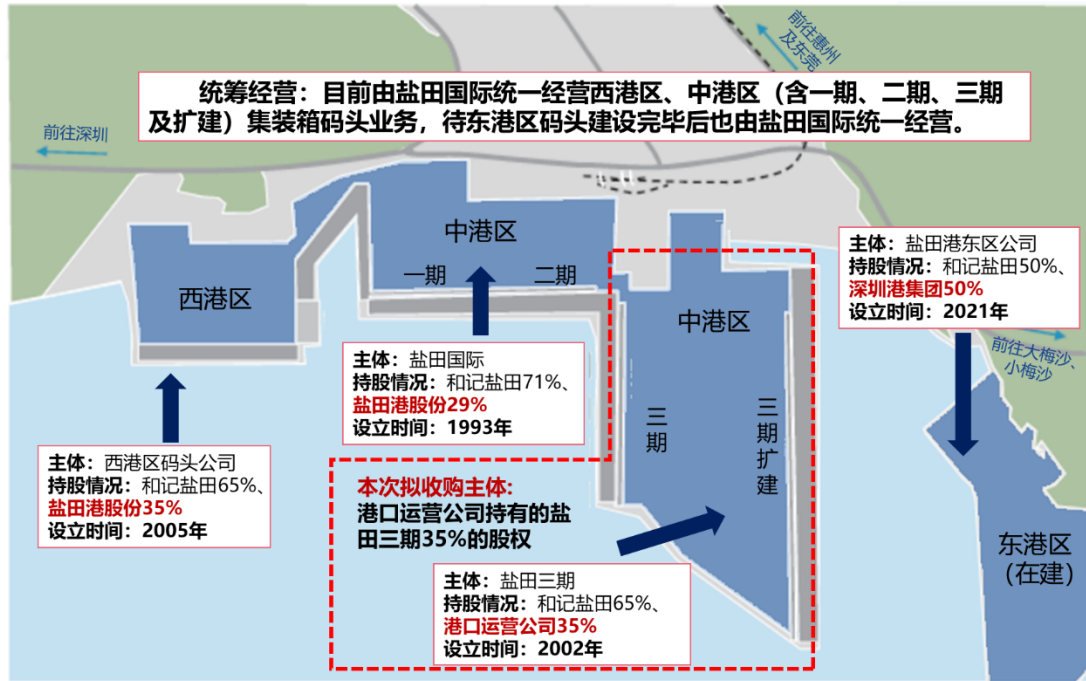 前往惠州
及东莞
统筹经营：目前由盐田国际统一经营西港区、中港区（含一期、二期、三期
及扩建）集装箱码头业务，待东港区码头建设完毕后也由盐田国际统一经营。
前往深圳
中港区
一期
二期
西港区
中港区
三期
三期扩建
主体：盐田港东区公司
持股情况：和记盐田50%、
深圳港集团50%
设立时间：2021年
前往大梅沙、
小梅沙
主体：盐田国际
持股情况：和记盐田71%、
盐田港股份29%
设立时间：1993年
主体：西港区码头公司
持股情况：和记盐田65%、
盐田港股份35%
设立时间：2005年
本次拟收购主体:
港口运营公司持有的盐
田三期35%的股权
主体：盐田三期
持股情况：和记盐田65%、
港口运营公司35%
设立时间：2002年
东港区
（在建）